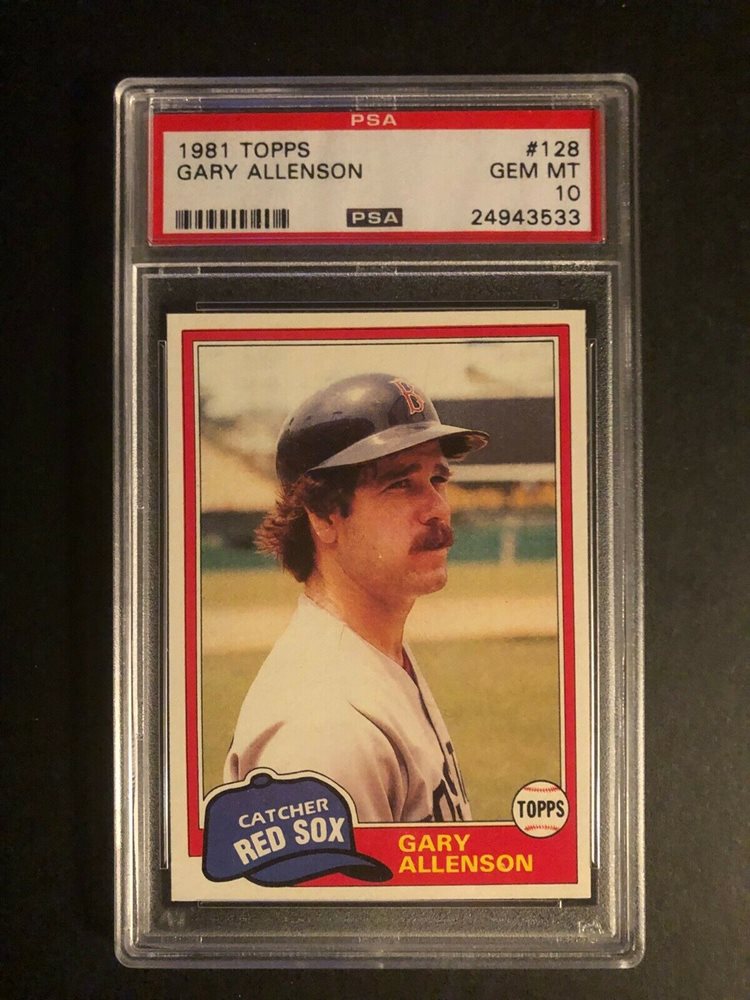 PSA
1981 TOPPS #128
GARY ALLENSON GEM MT
10
PSA 24943533
B
CATCHER
RED SOX
GARY
ALLENSON
TOPPS